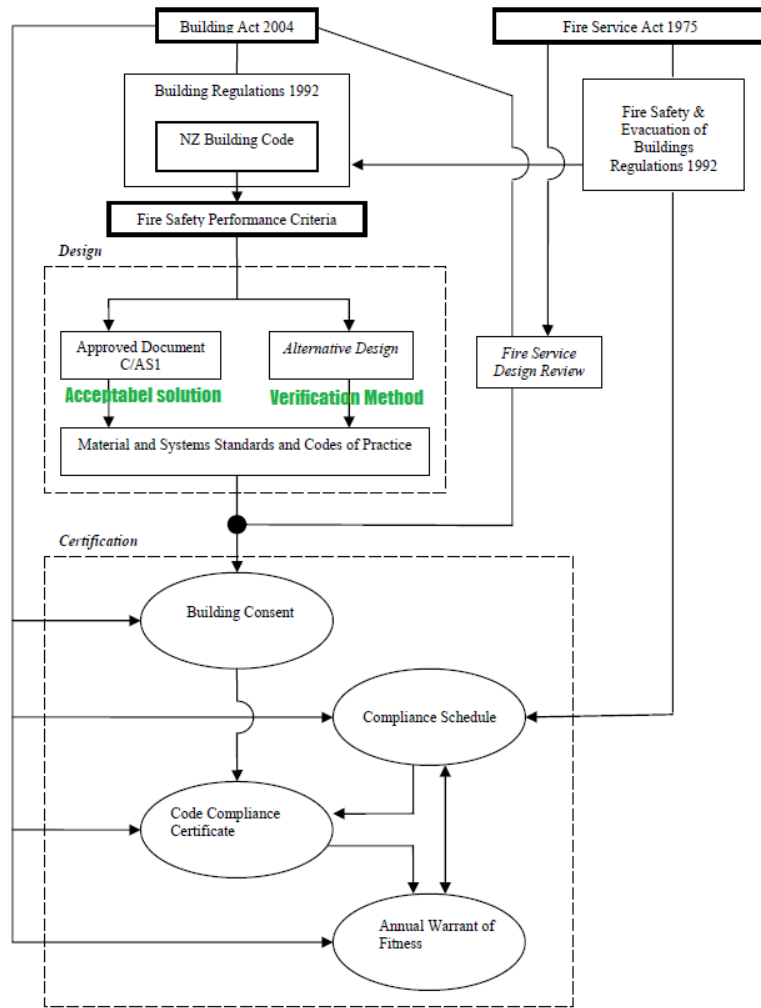 Building Act 2004
Fire Service Act 1975
Building Regulations 1992
NZ Building Code
Fire Safety &
Evacuation of
Buildings
Regulations 1992
Fire Safety Performance Criteria
Design
Approved Document
C/AS1
Alternative Design
Fire Service
Design Review
Acceptabel solution
Verification Method
Material and Systems Standards and Codes of Practice
Certification
Building Consent
Compliance Schedule
Code Compliance
Certificate
Annual Warrant of
Fitness